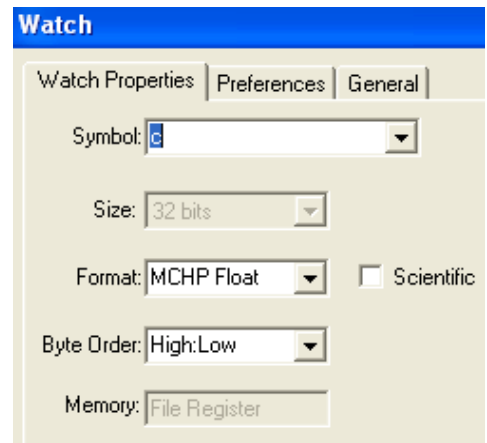 Watch
Watch Properties Preferences General
Symbol: c
Size: 32 bits
Format: MCHP Float Scientific
Byte Order: High:Low
Memory: File Register